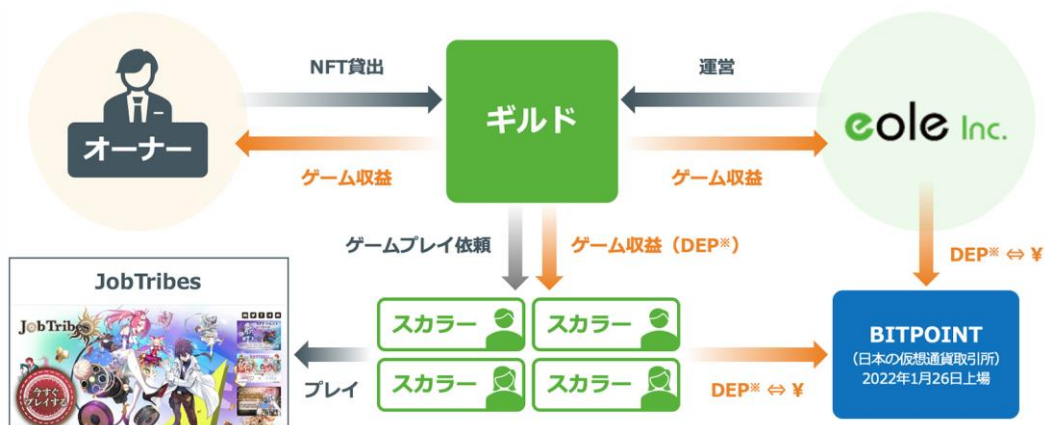 NFT貸出
運営
オーナー
ギルド
eole Inc.
ゲーム収益
ゲーム収益
ゲームプレイ依頼
ゲーム収益（DEP※）
DEP※ ⇔ ¥
JobTribes
JobTribes
今すぐ
プレイする
スカラー
スカラー
スカラー
スカラー
プレイ
DEP※ ⇔ ¥
BITPOINT
（日本の仮想通貨取引所）
2022年1月26日上場